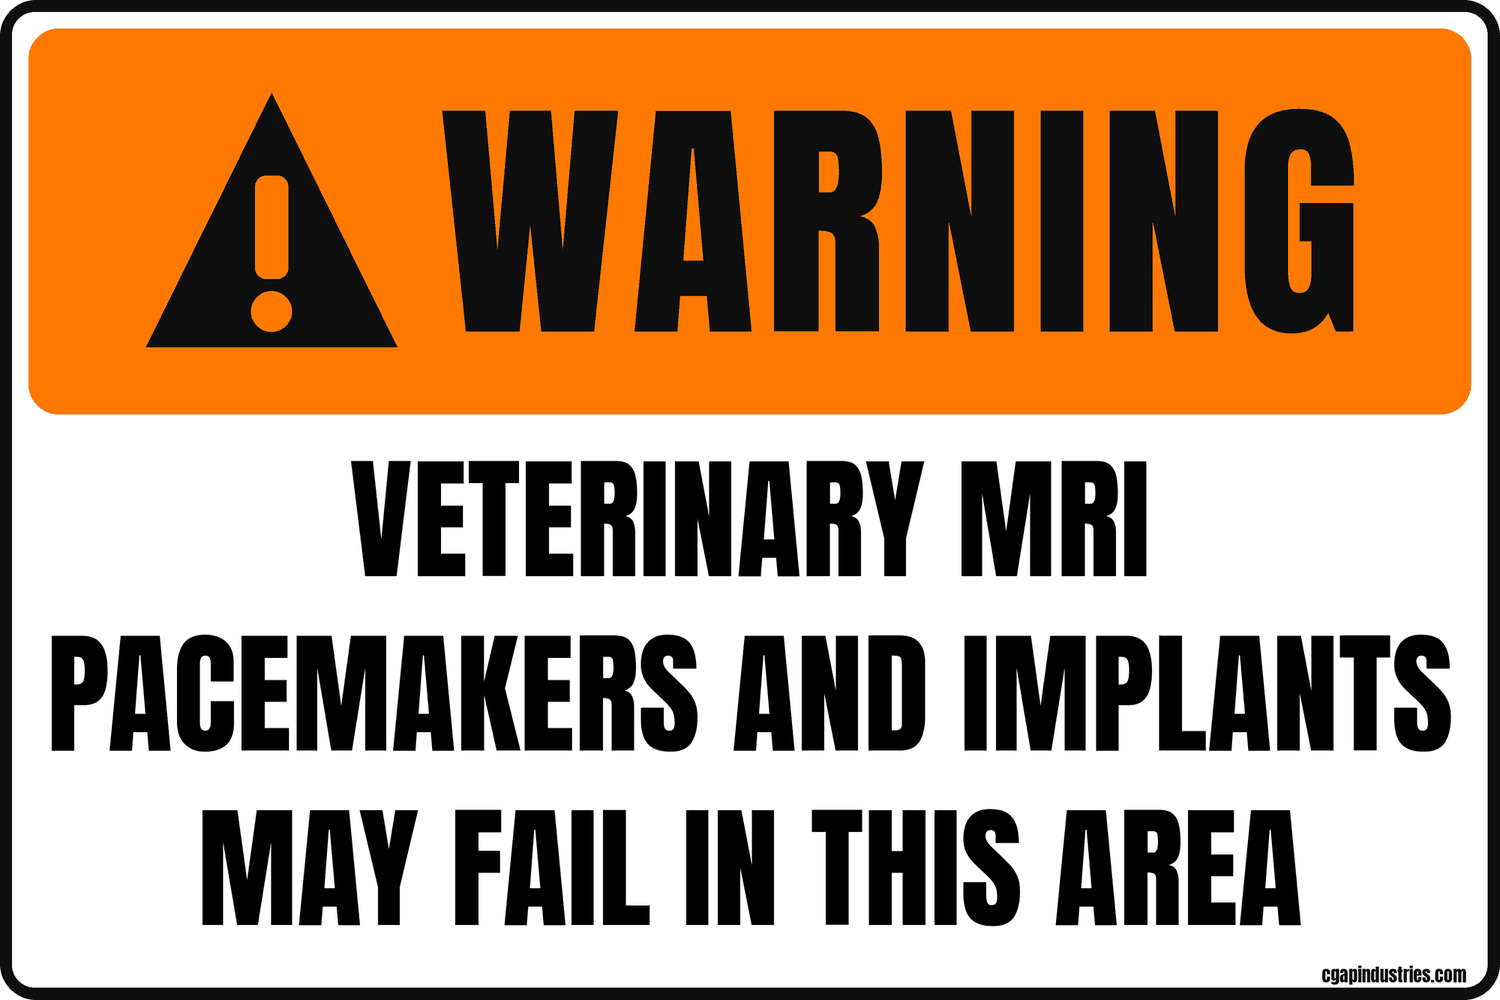 WARNING
VETERINARY MRI
PACEMAKERS AND IMPLANTS
MAY FAIL IN THIS AREA
cgapindustries.com